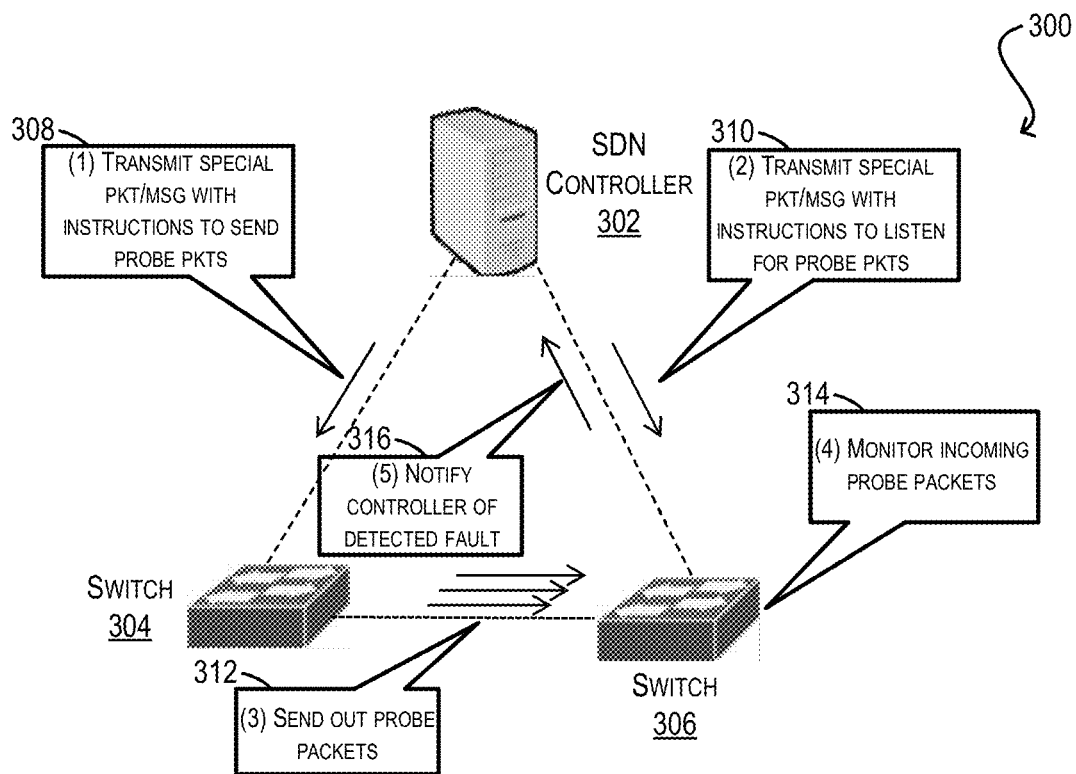 300
308
(1) TRANSMIT SPECIAL
PKT/MSG WITH
INSTRUCTIONS TO SEND
PROBE PKTS
SDN
CONTROLLER
302
310
(2) TRANSMIT SPECIAL
PKT/MSG WITH
INSTRUCTIONS TO LISTEN
FOR PROBE PKTS
314
(4) MONITOR INCOMING
PROBE PACKETS
316
(5) NOTIFY
CONTROLLER OF
DETECTED FAULT
SWITCH
304
312
(3) SEND OUT PROBE
PACKETS
SWITCH
306